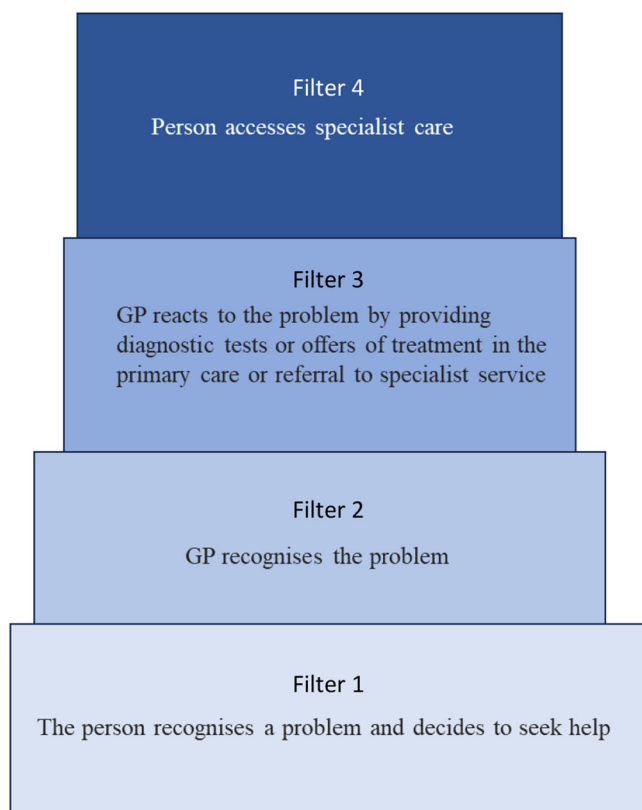 Filter 4
Person accesses specialist care
Filter 3
GP reacts to the problem by providing
diagnostic tests or offers of treatment in the
primary care or referral to specialist service
Filter 2
GP recognises the problem
Filter 1
The person recognises a problem and decides to seek help